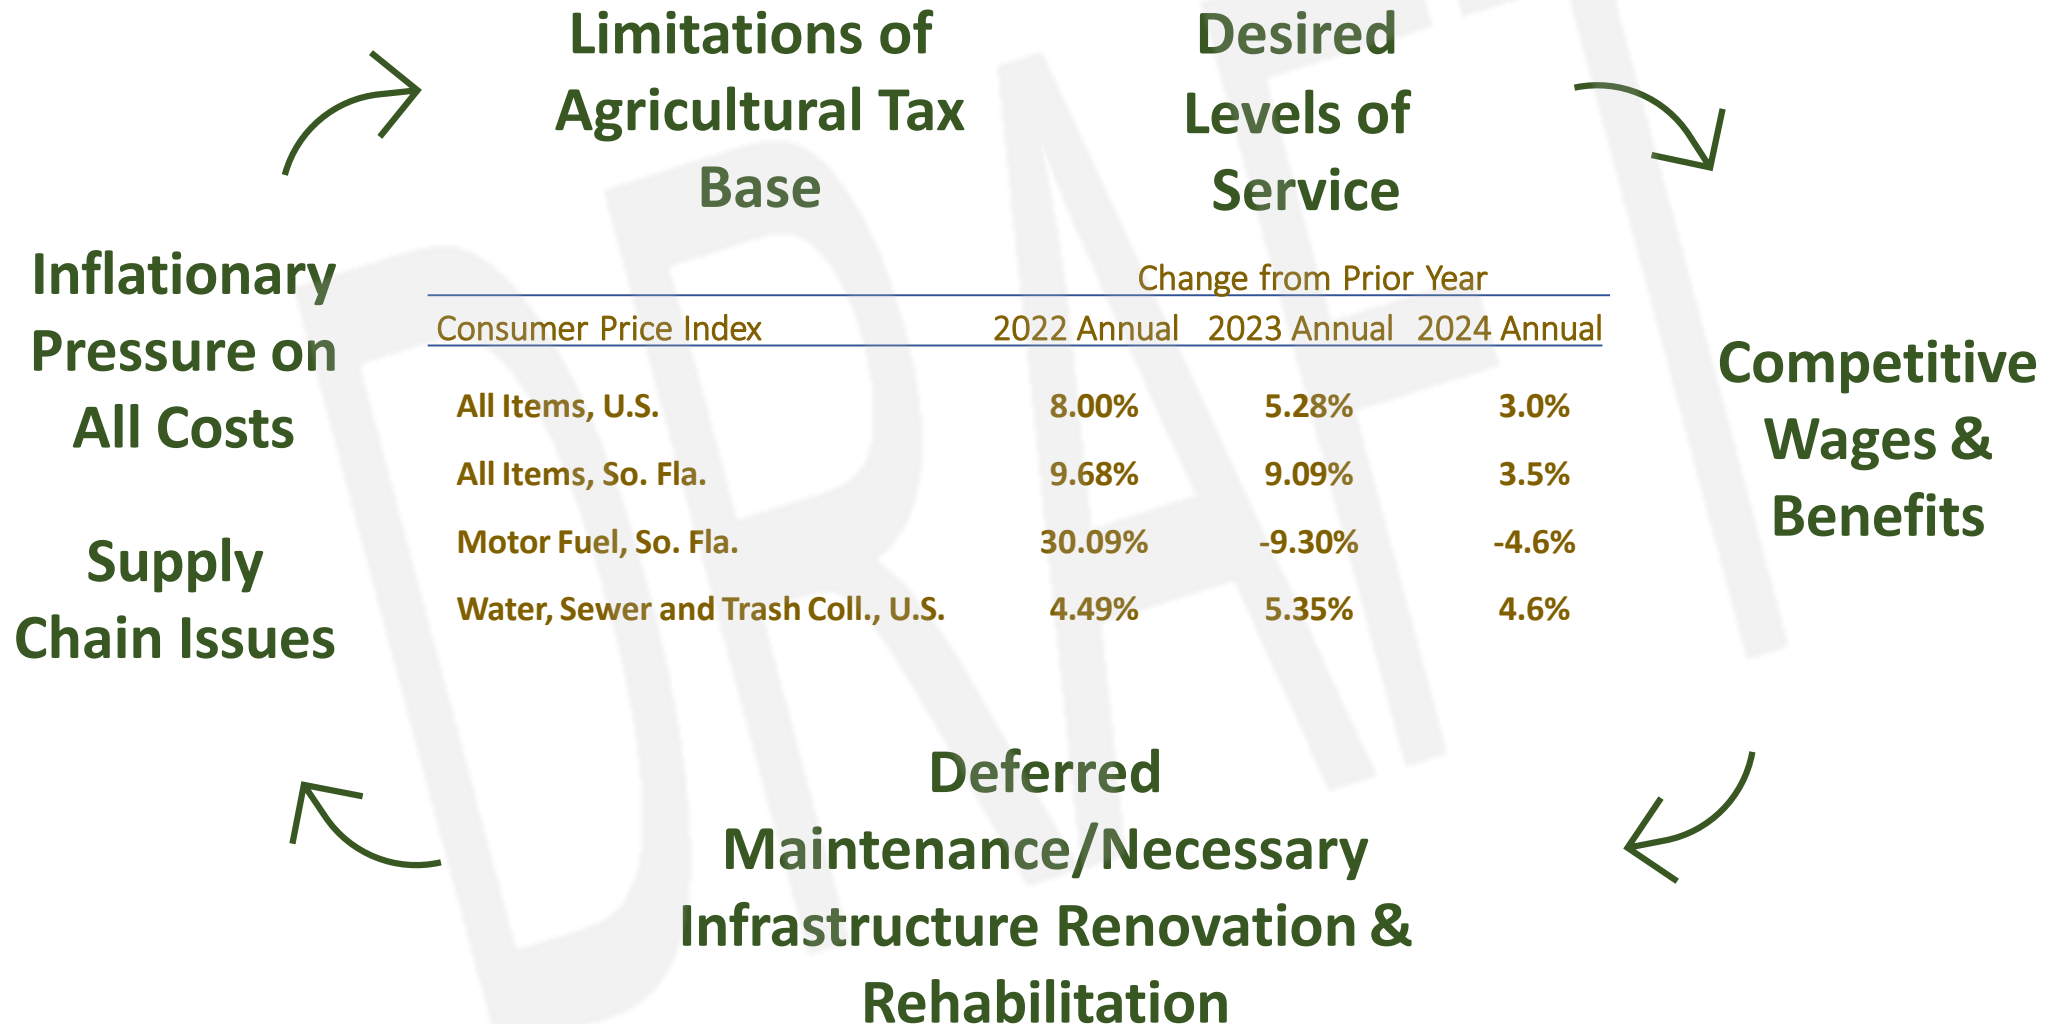 Limitations of
Agricultural Tax
Base
Desired
Levels of
Service
Inflationary
Pressure on
All Costs
Supply
Chain Issues
Change from Prior Year
Consumer Price Index 2022 Annual 2023 Annual 2024 Annual
All Items, U.S. 8.00% 5.28% 3.0%
All Items, So. Fla. 9.68% 9.09% 3.5%
Motor Fuel, So. Fla. 30.09% -9.30% -4.6%
Water, Sewer and Trash Coll., U.S. 4.49% 5.35% 4.6%
Competitive
Wages &
Benefits
Deferred
Maintenance/Necessary
Infrastructure Renovation &
Rehabilitation
DRAFT